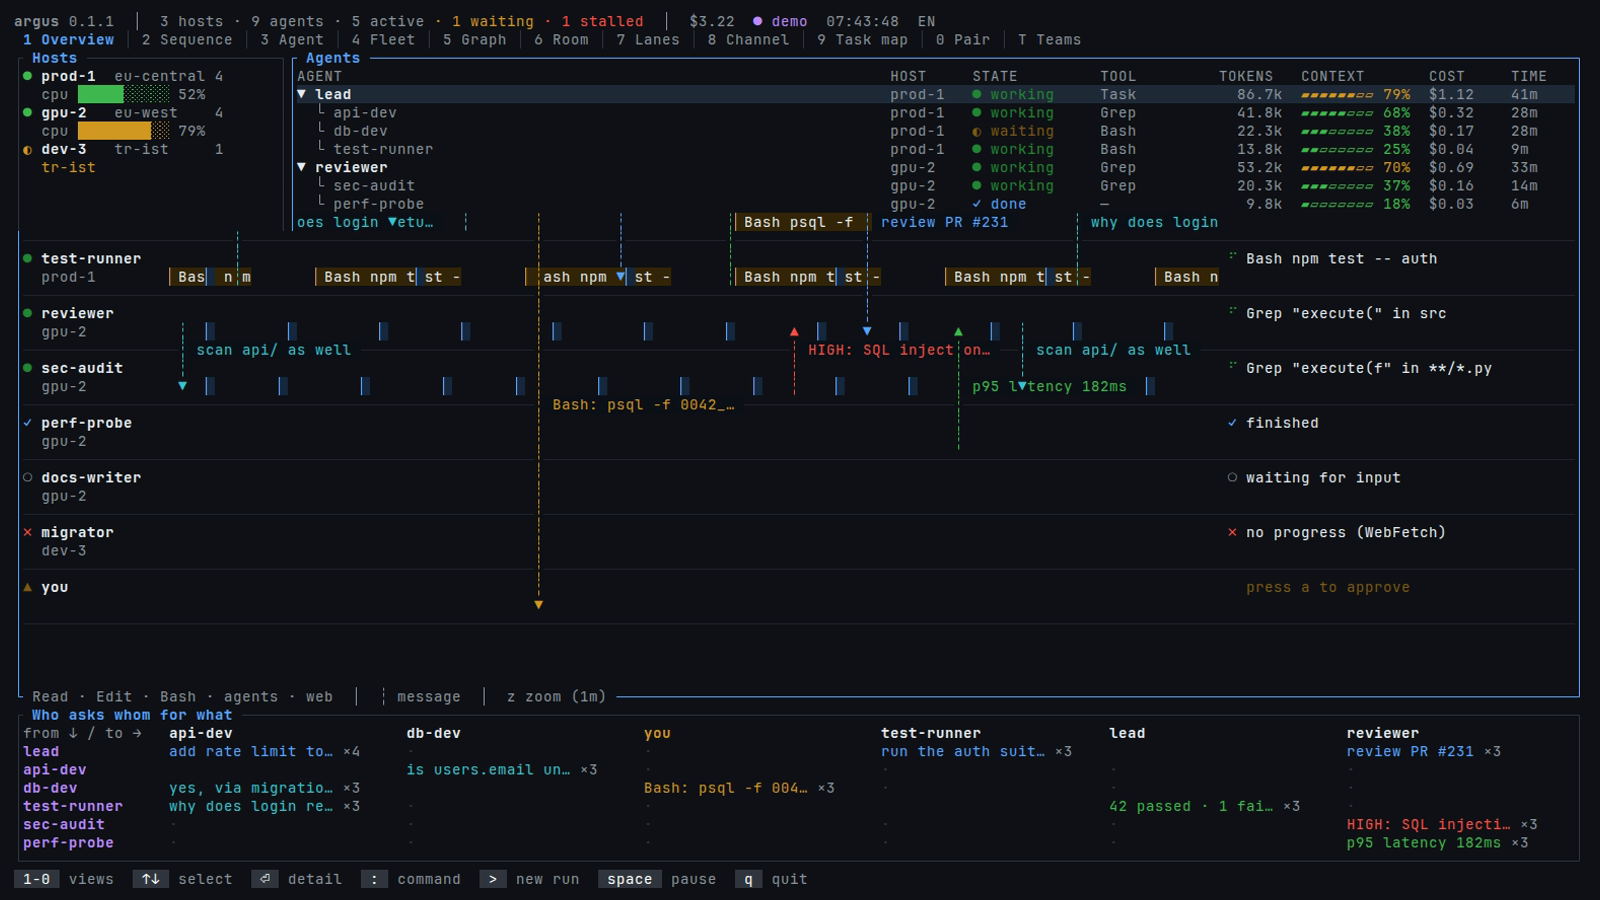 argus 0.1.1 │ 3 hosts · 9 agents · 5 active · 1 waiting · 1 stalled │ $3.22 ● demo 07:43:48 EN
1 Overview │ 2 Sequence │ 3 Agent │ 4 Fleet │ 5 Graph │ 6 Room │ 7 Lanes │ 8 Channel │ 9 Task map │ 0 Pair │ T Teams
Hosts
● prod-1 eu-central 4
cpu 52%
● gpu-2 eu-west 4
cpu 79%
◐ dev-3 tr-ist 1
tr-ist
Agents
AGENT HOST STATE TOOL TOKENS CONTEXT COST TIME
▼ lead prod-1 ● working Task 86.7k 79% $1.12 41m
└ api-dev prod-1 ● working Grep 41.8k 68% $0.32 28m
└ db-dev prod-1 ◐ waiting Bash 22.3k 38% $0.17 28m
└ test-runner prod-1 ● working Bash 13.8k 25% $0.04 9m
▼ reviewer gpu-2 ● working Grep 53.2k 70% $0.69 33m
└ sec-audit gpu-2 ● working Grep 20.3k 37% $0.16 14m
└ perf-probe gpu-2 ✓ done — 9.8k 18% $0.03 6m
oes login ▼etu… Bash psql -f review PR #231 why does login
● test-runner Bash npm test -- auth
prod-1 Bas n m Bash npm t st - ash npm ▼ st - Bash npm t st - Bash npm t st - Bash n
● reviewer Grep "execute(" in src
gpu-2
scan api/ as well HIGH: SQL inject on… scan api/ as well
● sec-audit Grep "execute(f" in **/*.py
gpu-2 p95 l▼tency 182ms
Bash: psql -f 0042_…
✓ perf-probe ✓ finished
gpu-2
○ docs-writer ○ waiting for input
gpu-2
✕ migrator ✕ no progress (WebFetch)
dev-3
▲ you press a to approve
Read · Edit · Bash · agents · web │ ┆ message │ z zoom (1m)
Who asks whom for what
from ↓ / to → api-dev db-dev you test-runner lead reviewer
lead add rate limit to… ×4 · · run the auth suit… ×3 review PR #231 ×3
api-dev is users.email un… ×3 · · · ·
db-dev yes, via migratio… ×3 Bash: psql -f 004… ×3 · · ·
test-runner why does login re… ×3 · · 42 passed · 1 fai… ×3 ·
sec-audit · · · · · HIGH: SQL injecti… ×3
perf-probe · · · · · p95 latency 182ms ×3
1-0 views ↑↓ select ⏎ detail : command > new run space pause q quit